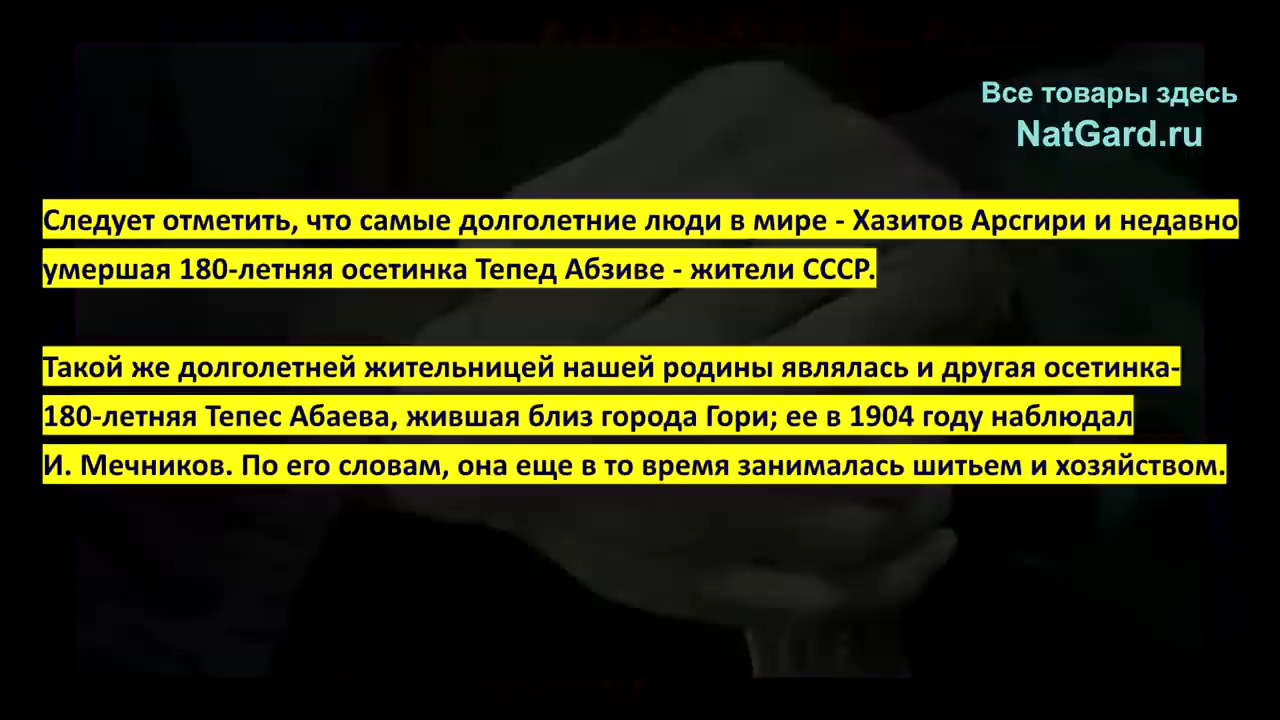 Все товары здесь
NatGard.ru
Следует отметить, что самые долголетние люди в мире - Хазитов Арсгири и недавно
умершая 180-летняя осетинка Тепед Абзиве - жители СССР.
Такой же долголетней жительницей нашей родины являлась и другая осетинка-
180-летняя Тепес Абаева, жившая близ города Гори; ее в 1904 году наблюдал
И. Мечников. По его словам, она еще в то время занималась шитьем и хозяйством.